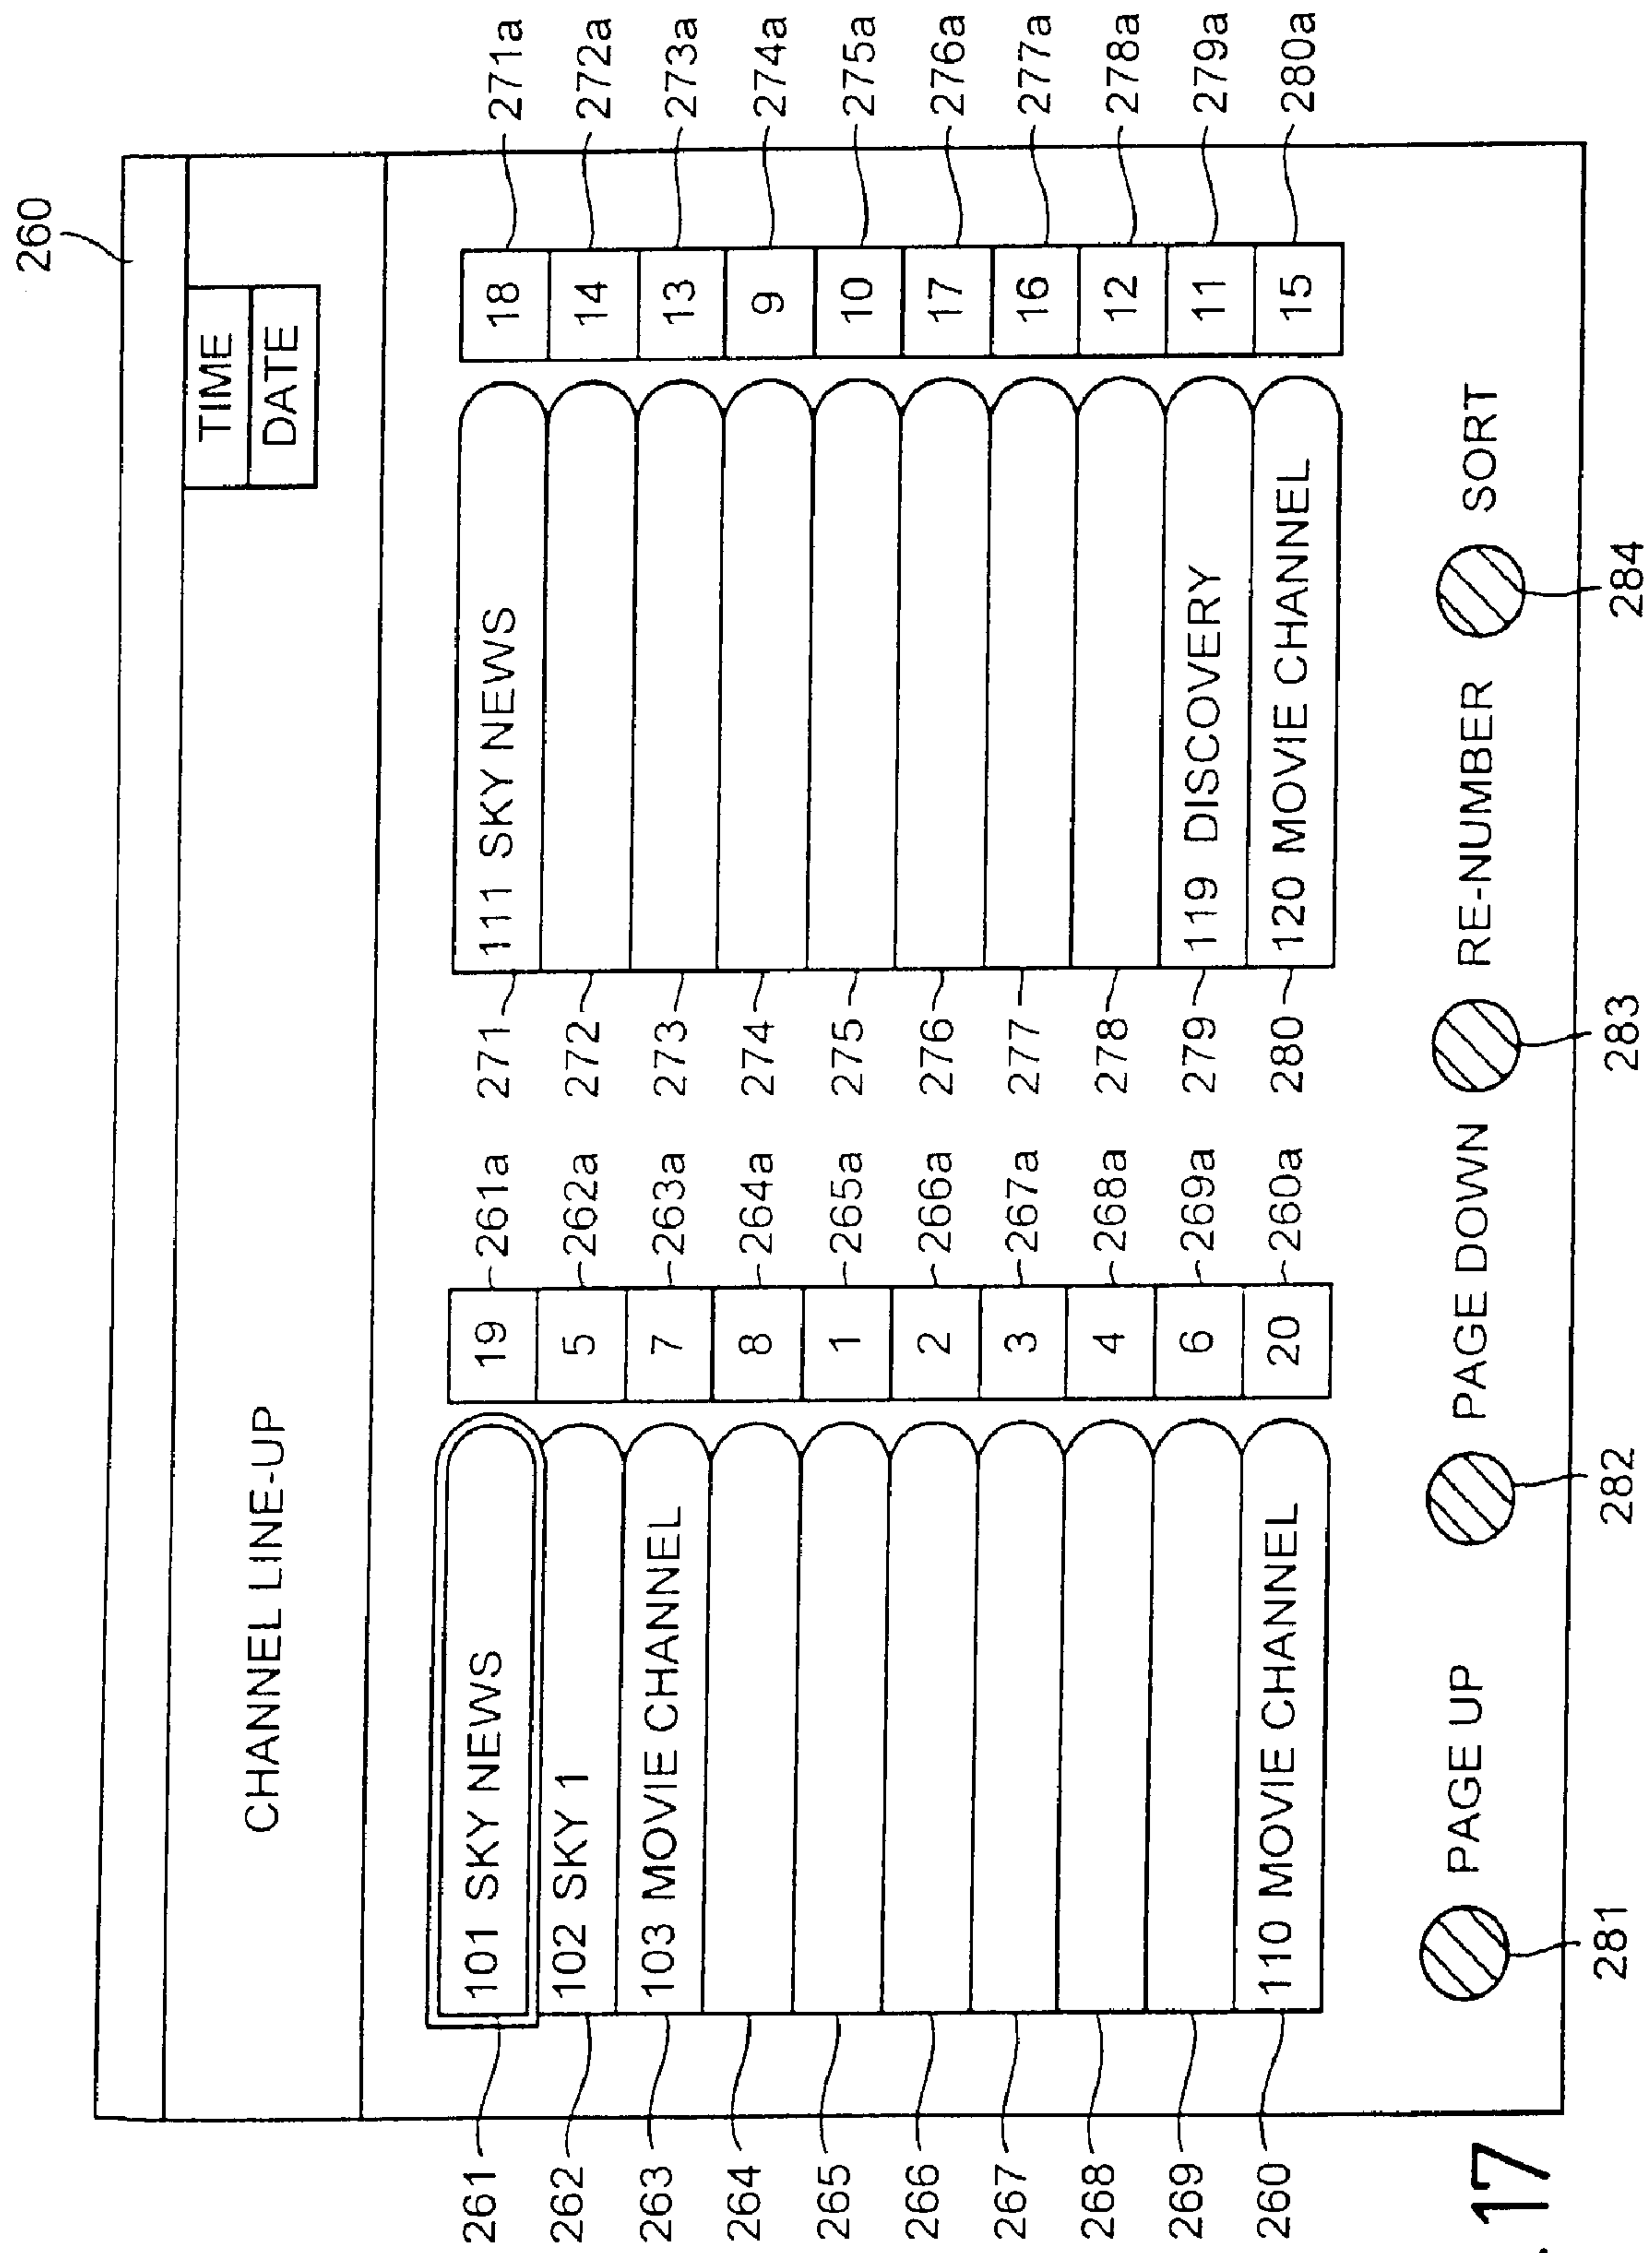 260
CHANNEL LINE-UP
TIME
DATE
261 101 SKY NEWS 19 261a 271 111 SKY NEWS 18 271a
262 102 SKY 1 5 262a 272 14 272a
263 103 MOVIE CHANNEL 7 263a 273 13 273a
264 8 264a 274 9 274a
265 1 265a 275 10 275a
266 2 266a 276 17 276a
267 3 267a 277 16 277a
268 4 268a 278 12 278a
269 6 269a 279 119 DISCOVERY 11 279a
260 110 MOVIE CHANNEL 20 260a 280 120 MOVIE CHANNEL 15 280a
PAGE UP PAGE DOWN RE-NUMBER SORT
281 282 283 284
17